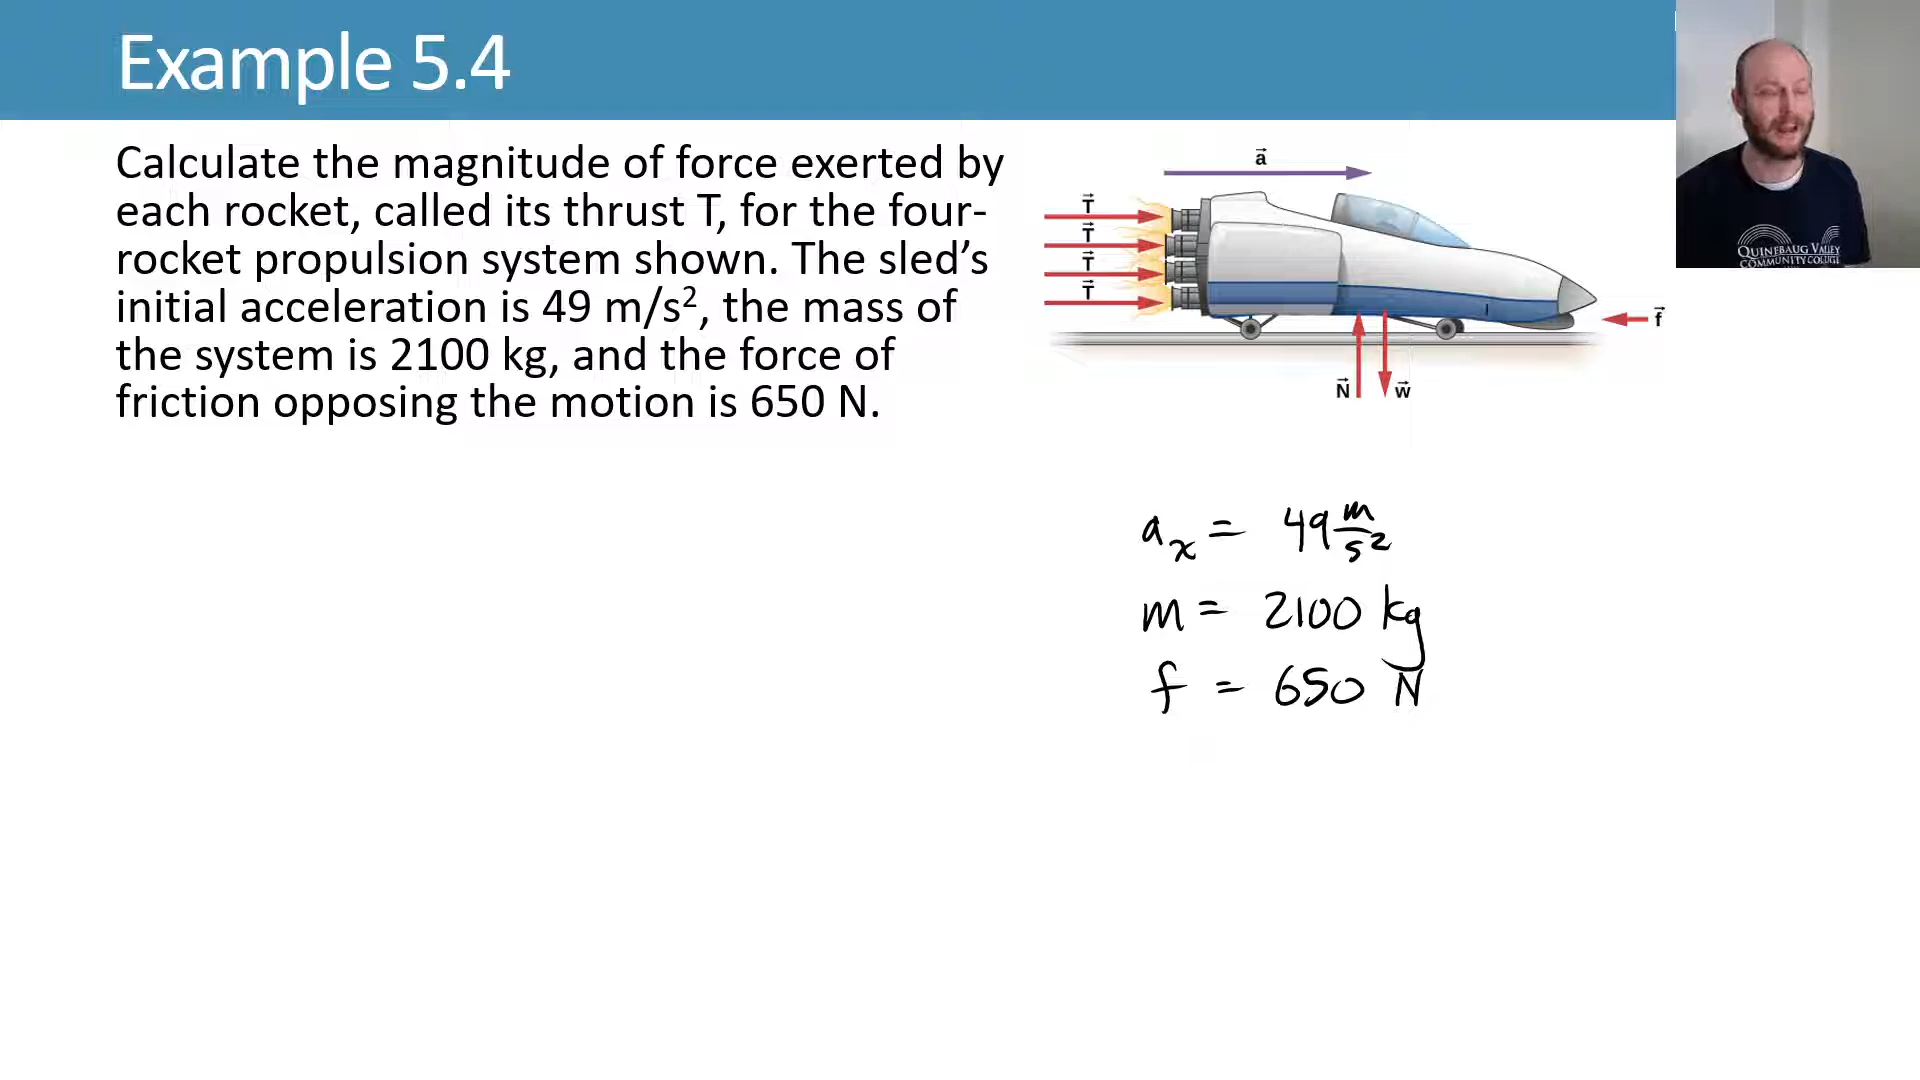 Example 5.4
Calculate the magnitude of force exerted by
each rocket, called its thrust T, for the four-
rocket propulsion system shown. The sled’s
initial acceleration is 49 m/s², the mass of
the system is 2100 kg, and the force of
friction opposing the motion is 650 N.
a⃗
T⃗
T⃗
T⃗
T⃗
f⃗
N⃗
w⃗
aₓ = 49 m/s²
m = 2100 kg
f = 650 N
QUINEBAUG VALLEY
COMMUNITY COLLEGE